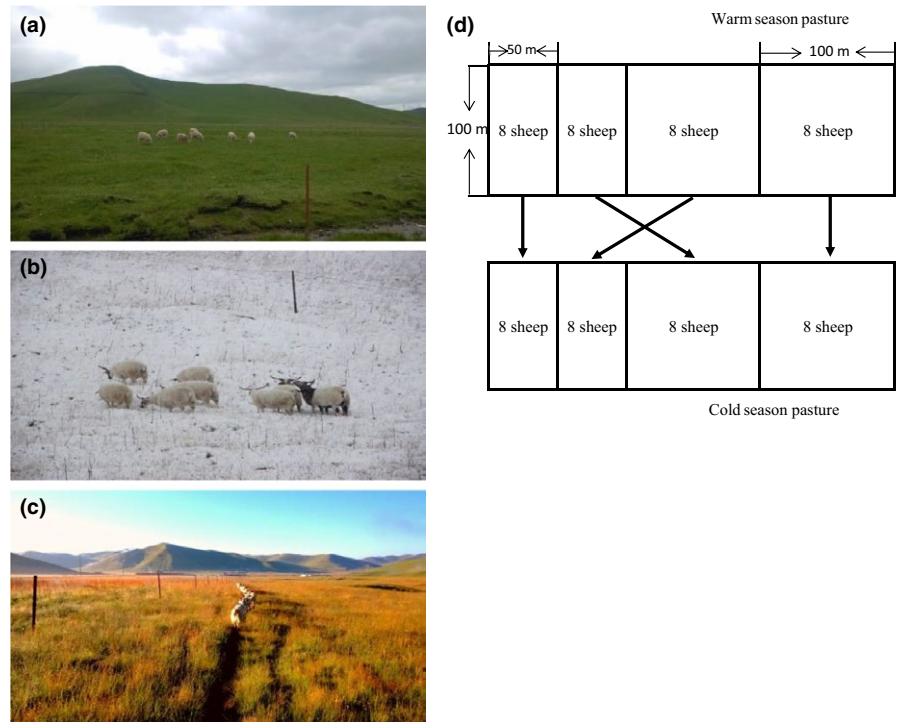 (a)
(b)
(c)
(d)
Warm season pasture
50 m
100 m
100 m
8 sheep
8 sheep
8 sheep
8 sheep
8 sheep
8 sheep
8 sheep
8 sheep
Cold season pasture